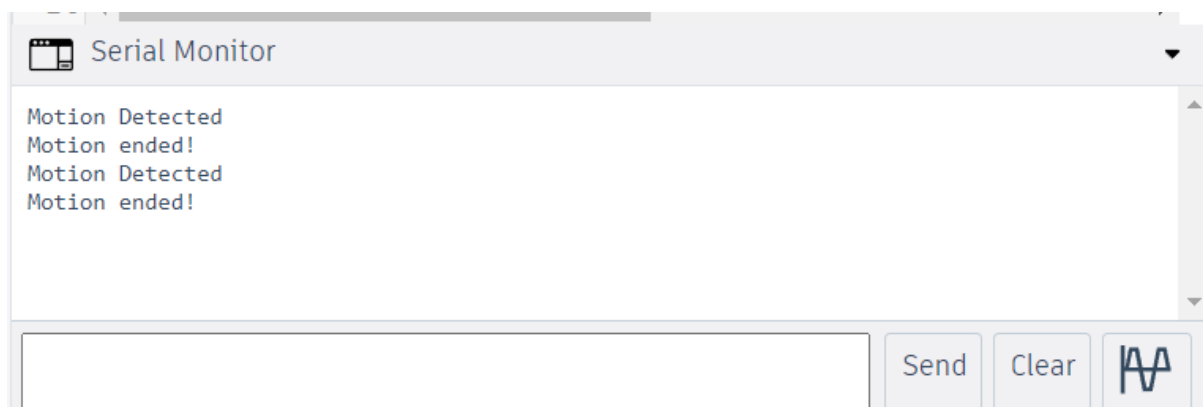 Serial Monitor
Motion Detected
Motion ended!
Motion Detected
Motion ended!
Send
Clear